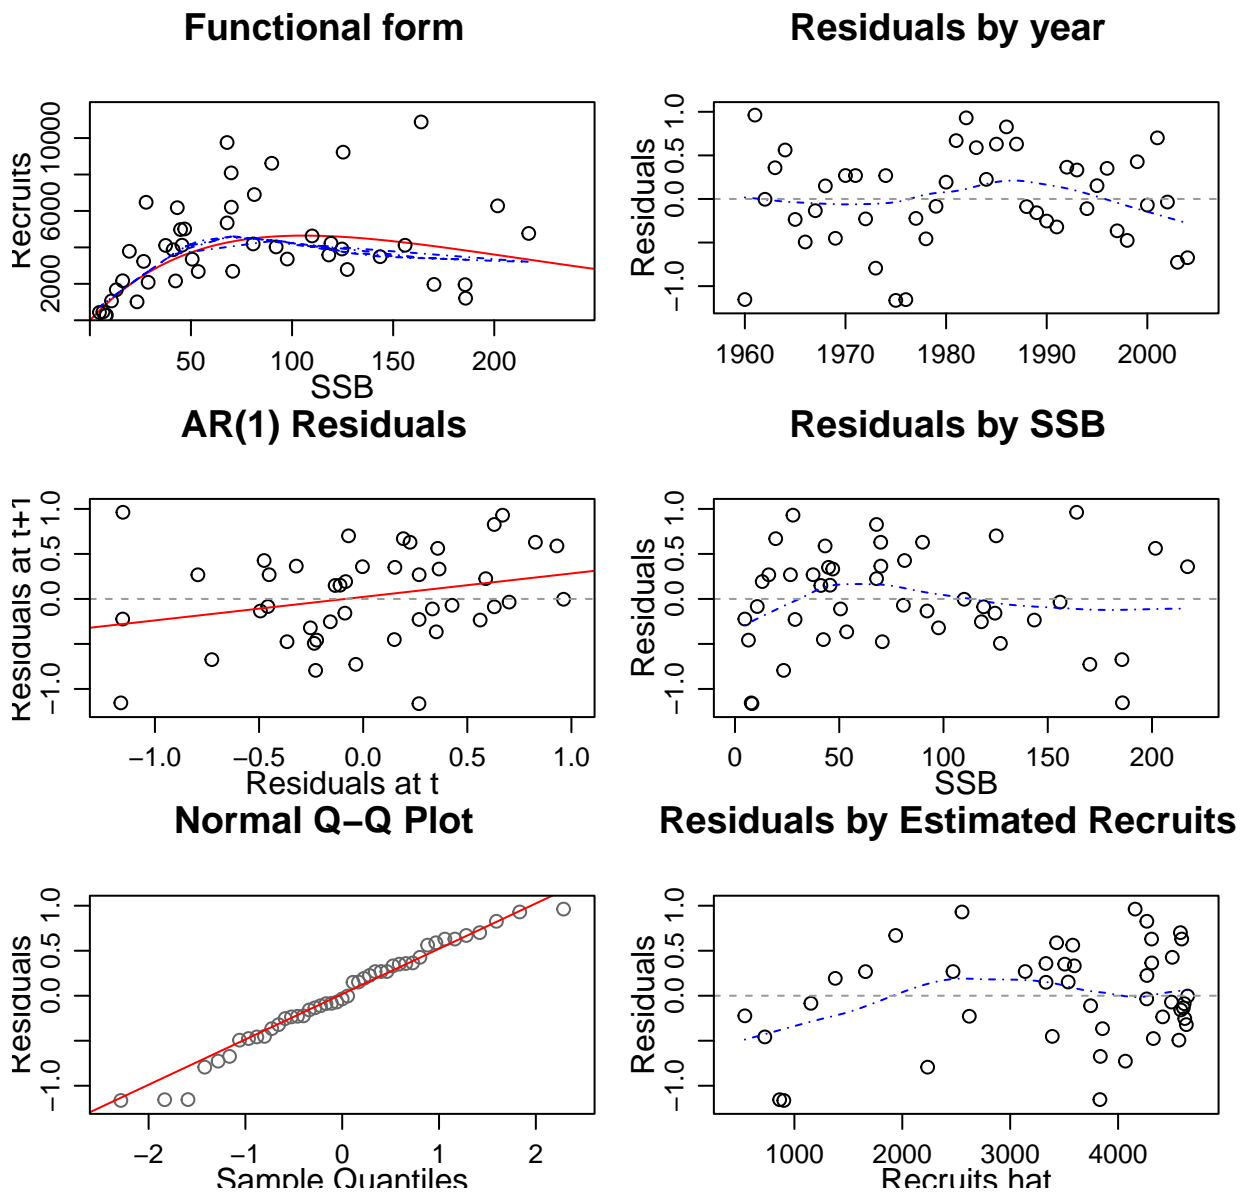 Functional form
Recruits
2000 6000 10000
50 100 150 200
SSB
Residuals by year
Residuals
−1.0 0.0 0.5 1.0
1960 1970 1980 1990 2000
AR(1) Residuals
Residuals at t+1
−1.0 0.0 0.5 1.0
−1.0 −0.5 0.0 0.5 1.0
Residuals at t
Residuals by SSB
Residuals
−1.0 0.0 0.5 1.0
0 50 100 150 200
SSB
Normal Q−Q Plot
Residuals
−1.0 0.0 0.5 1.0
−2 −1 0 1 2
Sample Quantiles
Residuals by Estimated Recruits
Residuals
−1.0 0.0 0.5 1.0
1000 2000 3000 4000
Recruits hat